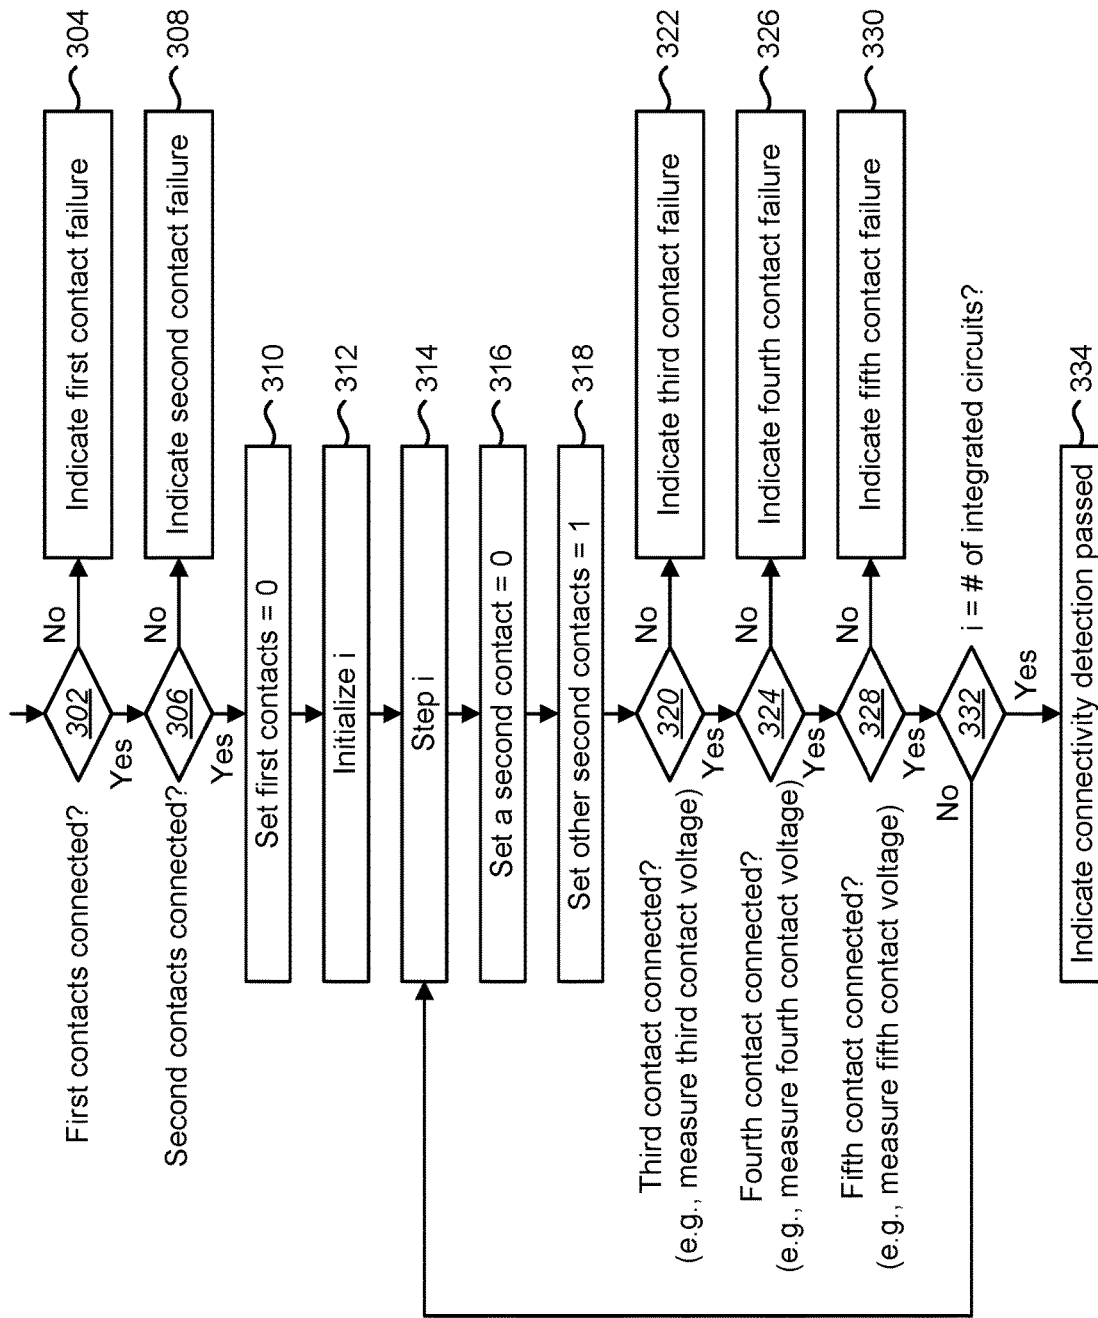 First contacts connected?
302
No
Yes
Indicate first contact failure
304
Second contacts connected?
306
No
Yes
Indicate second contact failure
308
Set first contacts = 0
310
Initialize i
312
Step i
314
Set a second contact = 0
316
Set other second contacts = 1
318
Third contact connected?
(e.g., measure third contact voltage)
320
No
Yes
Indicate third contact failure
322
Fourth contact connected?
(e.g., measure fourth contact voltage)
324
No
Yes
Indicate fourth contact failure
326
Fifth contact connected?
(e.g., measure fifth contact voltage)
328
No
Yes
Indicate fifth contact failure
330
i = # of integrated circuits?
332
No
Yes
Indicate connectivity detection passed
334